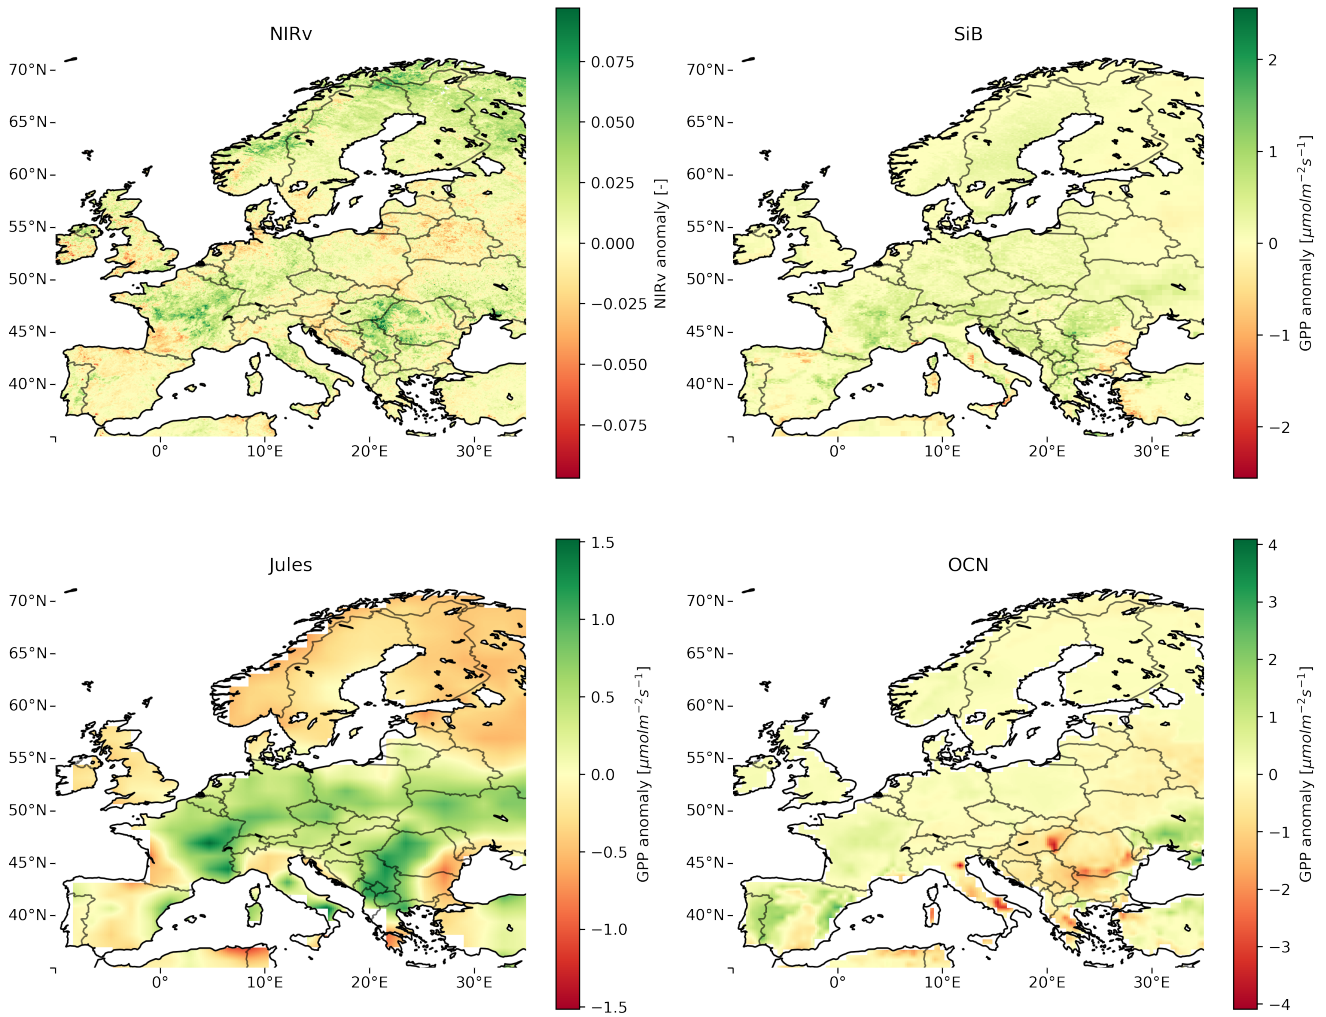 NIRv
70°N
65°N
60°N
55°N
50°N
45°N
40°N
0°
10°E
20°E
30°E
0.075
0.050
0.025
0.000
−0.025
−0.050
−0.075
NIRv anomaly [-]
SiB
70°N
65°N
60°N
55°N
50°N
45°N
40°N
0°
10°E
20°E
30°E
2
1
0
−1
−2
GPP anomaly [μmolm⁻²s⁻¹]
Jules
70°N
65°N
60°N
55°N
50°N
45°N
40°N
0°
10°E
20°E
30°E
1.5
1.0
0.5
0.0
−0.5
−1.0
−1.5
GPP anomaly [μmolm⁻²s⁻¹]
OCN
70°N
65°N
60°N
55°N
50°N
45°N
40°N
0°
10°E
20°E
30°E
4
3
2
1
0
−1
−2
−3
−4
GPP anomaly [μmolm⁻²s⁻¹]